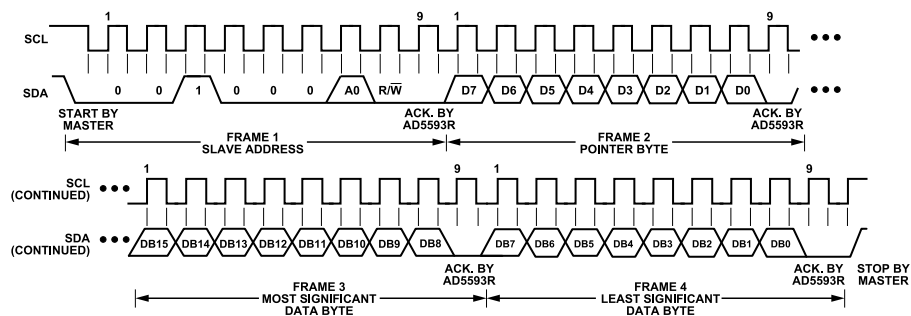 1 9 1 9
SCL
SDA 0 0 1 0 0 0 A0 R/W̅ D7 D6 D5 D4 D3 D2 D1 D0
START BY MASTER
ACK. BY AD5593R
ACK. BY AD5593R
FRAME 1
SLAVE ADDRESS
FRAME 2
POINTER BYTE
1 9 1 9
SCL
(CONTINUED)
SDA
(CONTINUED)
DB15 DB14 DB13 DB12 DB11 DB10 DB9 DB8 DB7 DB6 DB5 DB4 DB3 DB2 DB1 DB0
ACK. BY
AD5593R
ACK. BY
AD5593R
STOP BY
MASTER
FRAME 3
MOST SIGNIFICANT
DATA BYTE
FRAME 4
LEAST SIGNIFICANT
DATA BYTE